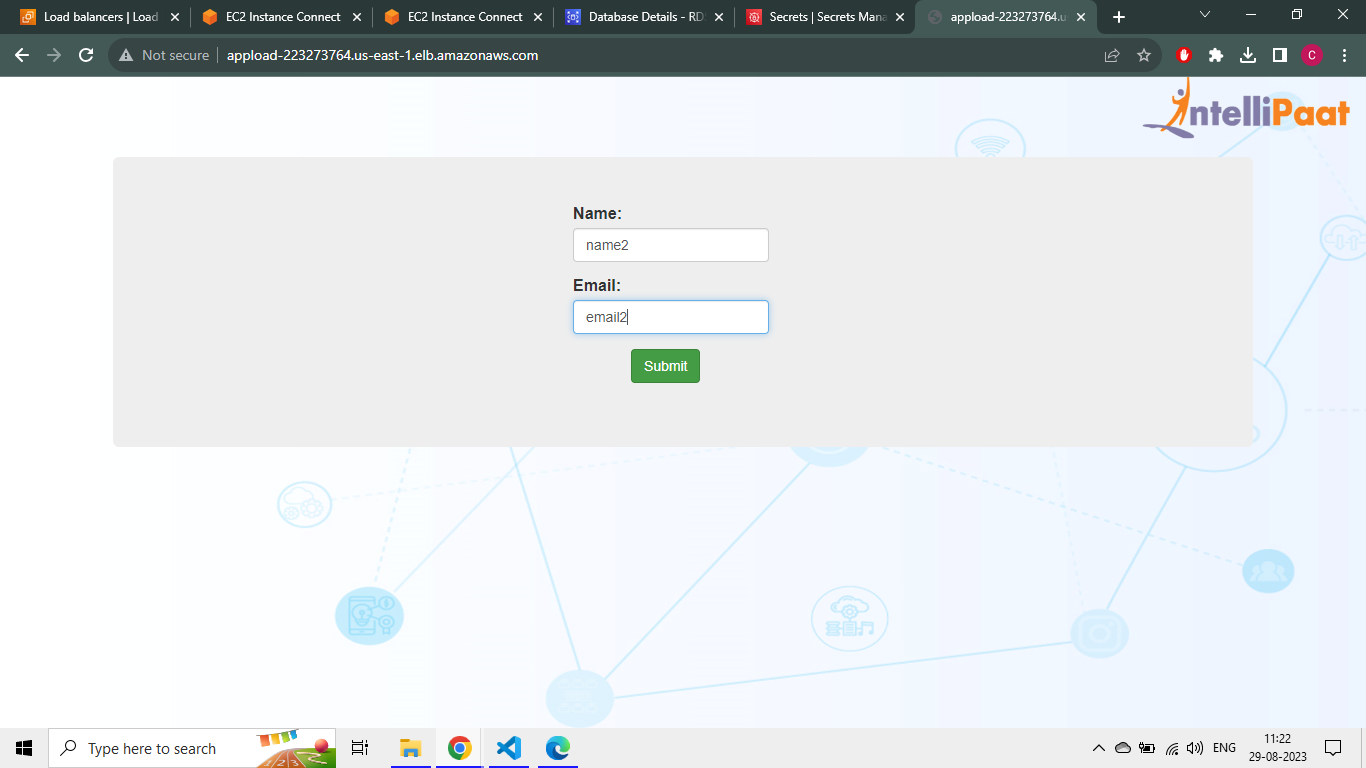 Load balancers | Load
EC2 Instance Connect
EC2 Instance Connect
Database Details - RDS
Secrets | Secrets Mana
appload-223273764.us
Not secure
appload-223273764.us-east-1.elb.amazonaws.com
C
IntelliPaat
Name:
name2
Email:
email2
Submit
Type here to search
ENG
11:22
29-08-2023